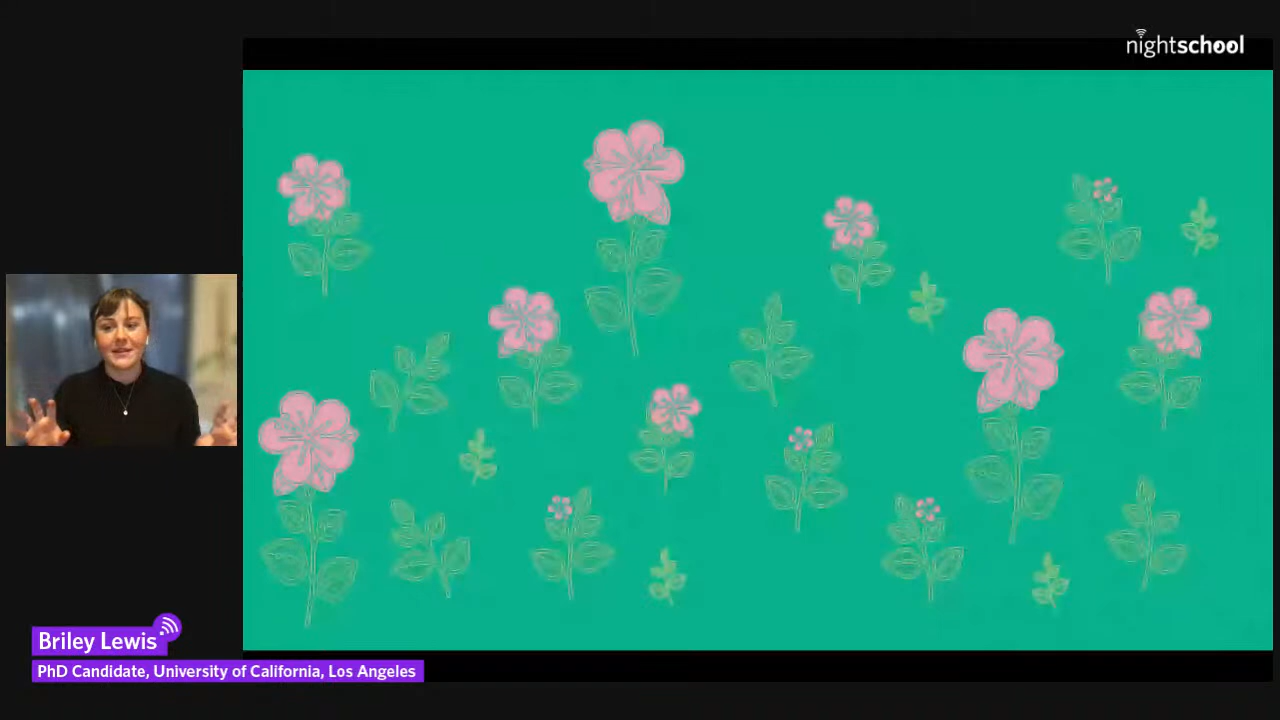 nightschool
Briley Lewis
PhD Candidate, University of California, Los Angeles